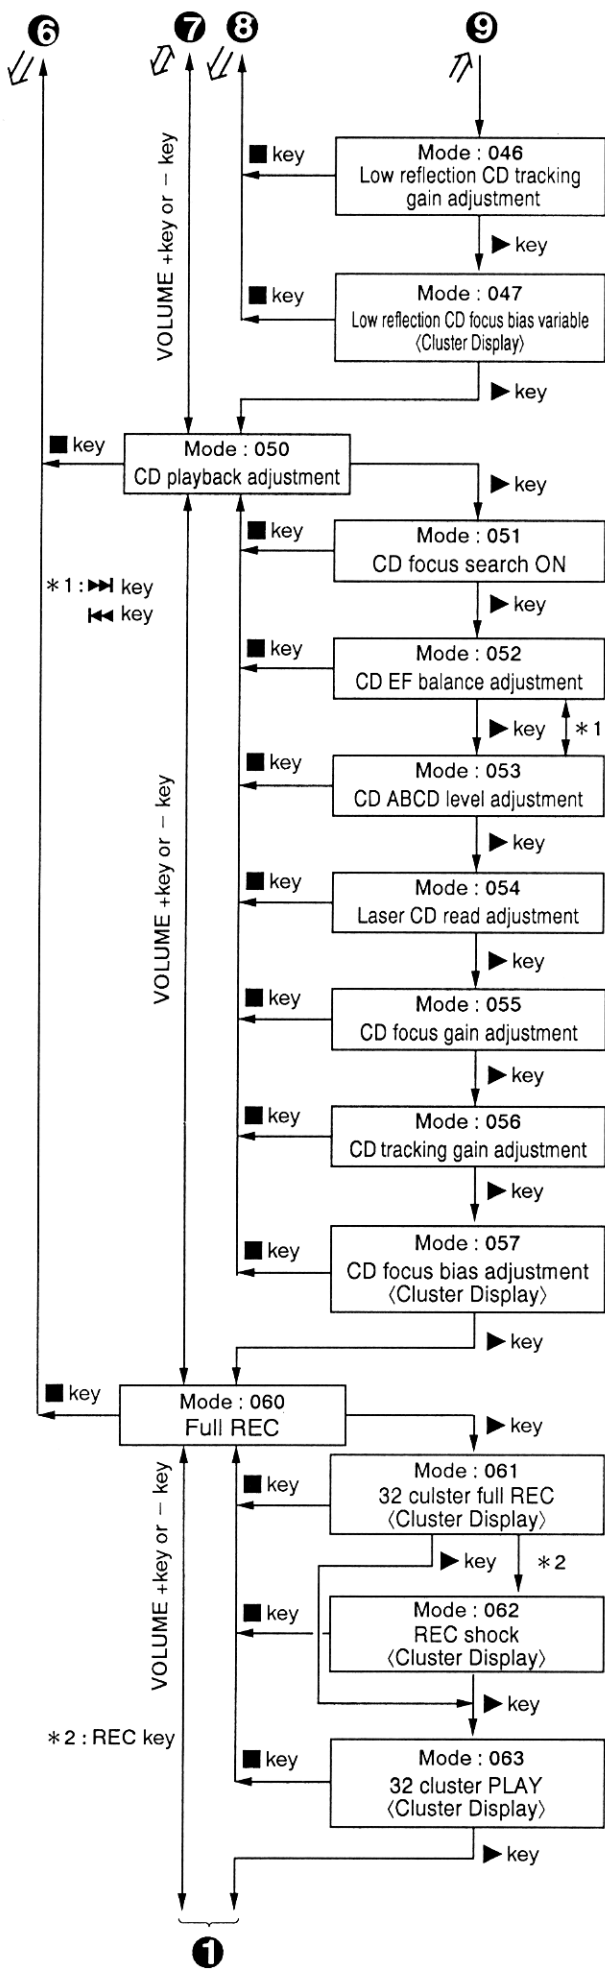 6 7 8 9
Mode : 046
■ key
Low reflection CD tracking
gain adjustment
▶ key
Mode : 047
■ key
Low reflection CD focus bias variable
〈Cluster Display〉
VOLUME +key or − key
▶ key
Mode : 050
■ key
CD playback adjustment
▶ key
Mode : 051
■ key
CD focus search ON
▶ key
*1 : ▶▶| key
|◀◀ key
Mode : 052
■ key
CD EF balance adjustment
▶ key
*1
Mode : 053
■ key
CD ABCD level adjustment
▶ key
VOLUME +key or − key
Mode : 054
■ key
Laser CD read adjustment
▶ key
Mode : 055
■ key
CD focus gain adjustment
▶ key
Mode : 056
■ key
CD tracking gain adjustment
▶ key
Mode : 057
■ key
CD focus bias adjustment
〈Cluster Display〉
▶ key
Mode : 060
■ key
Full REC
▶ key
Mode : 061
■ key
32 culster full REC
〈Cluster Display〉
▶ key
*2
VOLUME +key or − key
Mode : 062
■ key
REC shock
〈Cluster Display〉
▶ key
*2 : REC key
Mode : 063
■ key
32 cluster PLAY
〈Cluster Display〉
▶ key
1